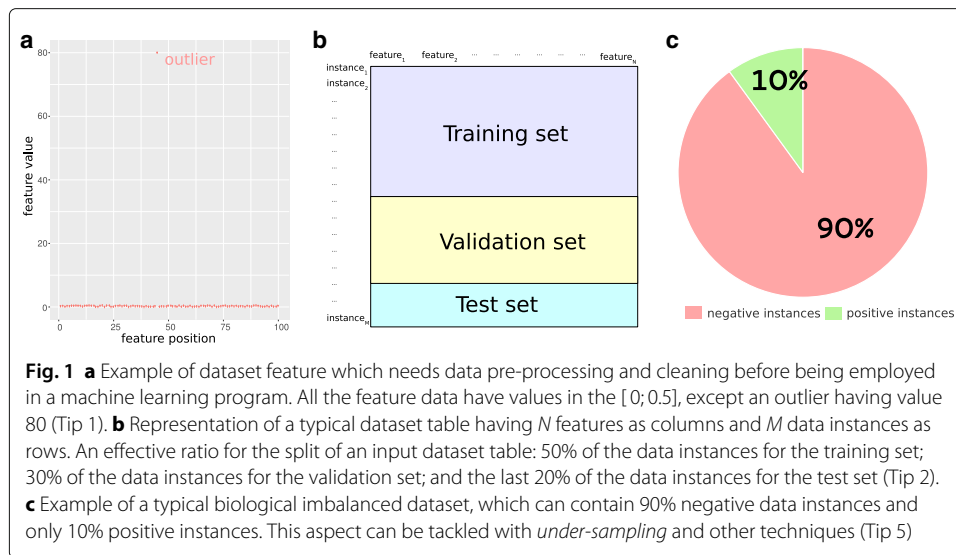 a
80
60
40
20
0
feature value
outlier
0 25 50 75 100
feature position
b
feature1 feature2 ... ... ... ... ... ... featureN
instance1
instance2
...
...
...
...
...
...
...
...
...
...
...
...
instanceM
Training set
Validation set
Test set
c
10%
90%
negative instances positive instances
Fig. 1 a Example of dataset feature which needs data pre-processing and cleaning before being employed
in a machine learning program. All the feature data have values in the [ 0; 0.5], except an outlier having value
80 (Tip 1). b Representation of a typical dataset table having N features as columns and M data instances as
rows. An effective ratio for the split of an input dataset table: 50% of the data instances for the training set;
30% of the data instances for the validation set; and the last 20% of the data instances for the test set (Tip 2).
c Example of a typical biological imbalanced dataset, which can contain 90% negative data instances and
only 10% positive instances. This aspect can be tackled with under-sampling and other techniques (Tip 5)